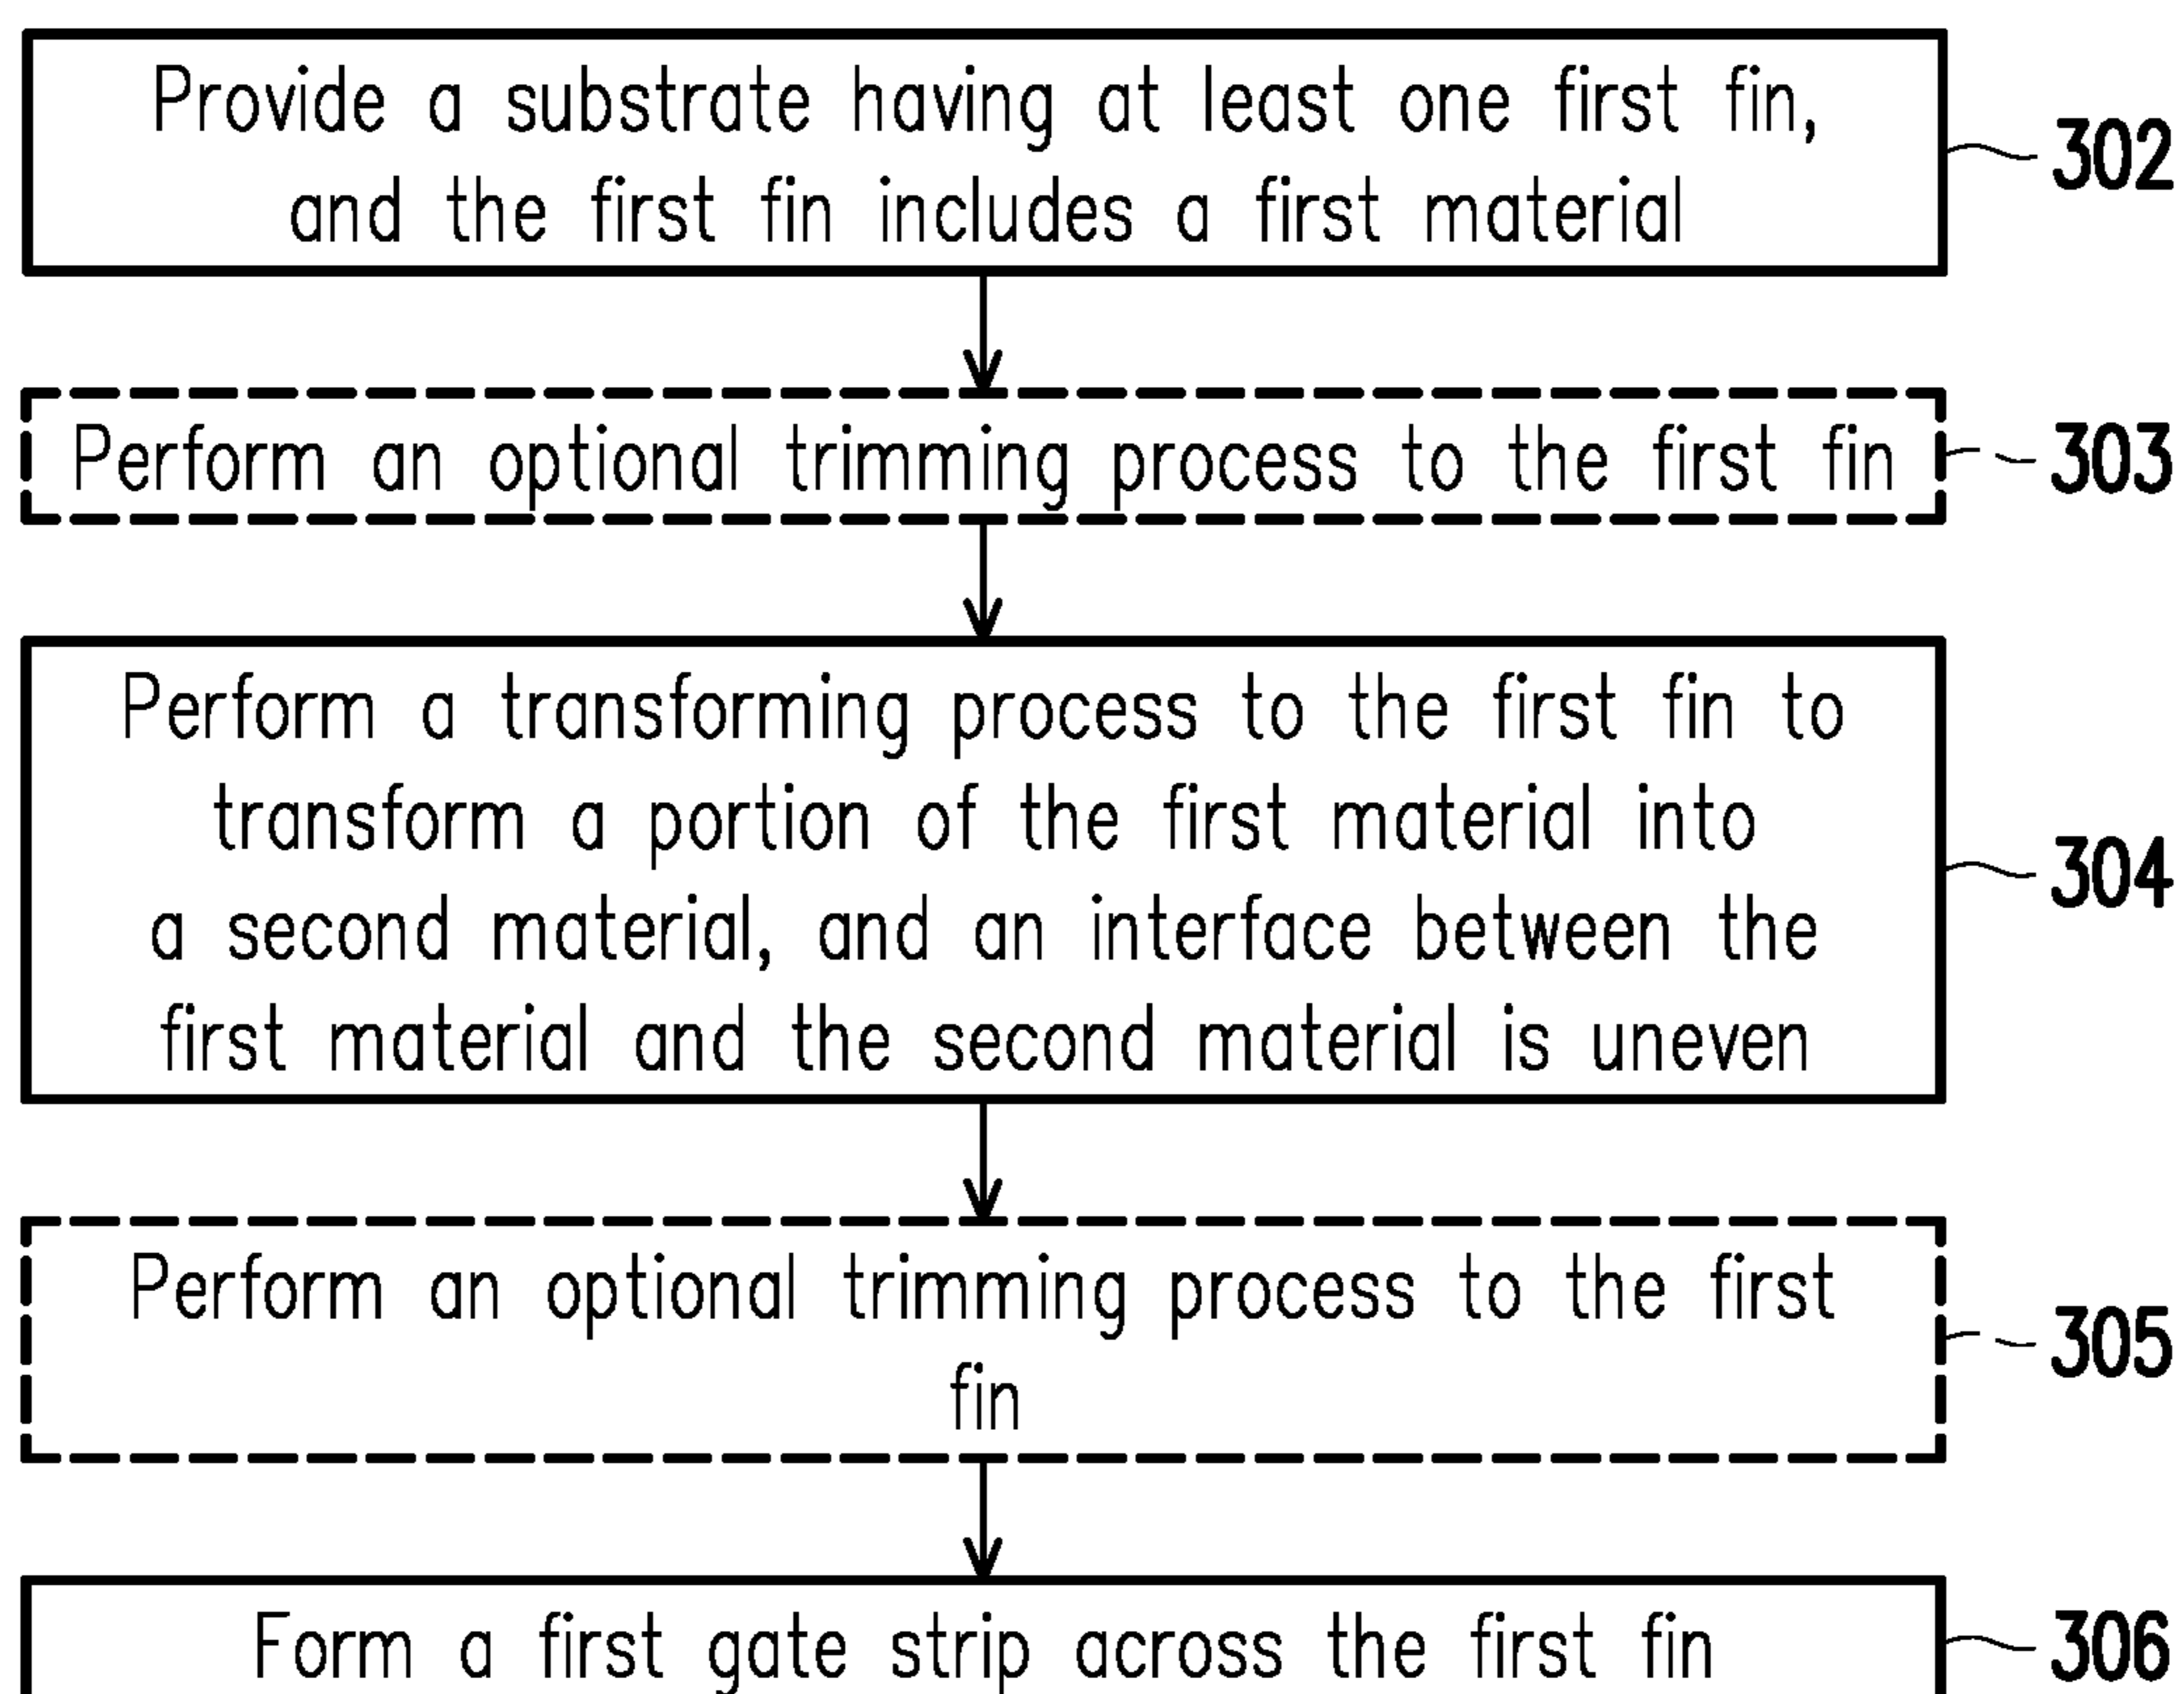 Provide a substrate having at least one first fin,
and the first fin includes a first material
302
Perform an optional trimming process to the first fin
303
Perform a transforming process to the first fin to
transform a portion of the first material into
a second material, and an interface between the
first material and the second material is uneven
304
Perform an optional trimming process to the first
fin
305
Form a first gate strip across the first fin
306